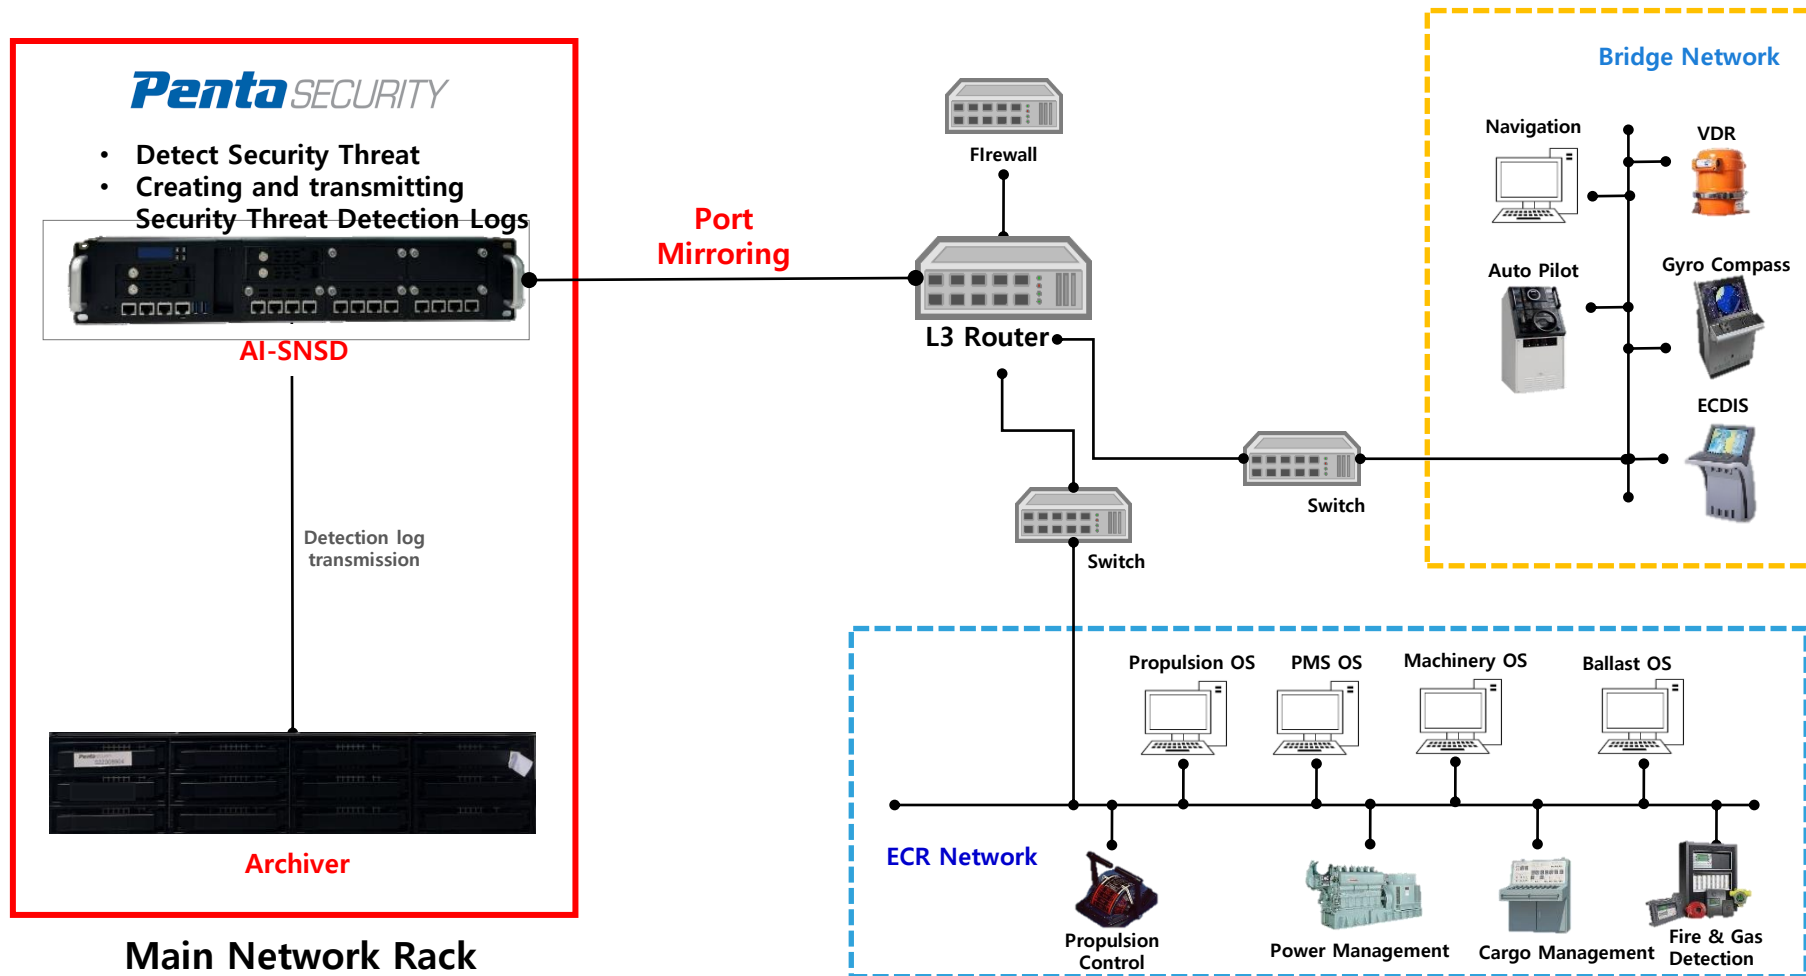 Penta SECURITY
• Detect Security Threat
• Creating and transmitting
Security Threat Detection Logs
AI-SNSD
Detection log
transmission
Archiver
Main Network Rack
Port
Mirroring
FIrewall
L3 Router
Switch
Switch
Bridge Network
Navigation
VDR
Auto Pilot
Gyro Compass
ECDIS
Propulsion OS
PMS OS
Machinery OS
Ballast OS
ECR Network
Propulsion
Control
Power Management
Cargo Management
Fire & Gas
Detection